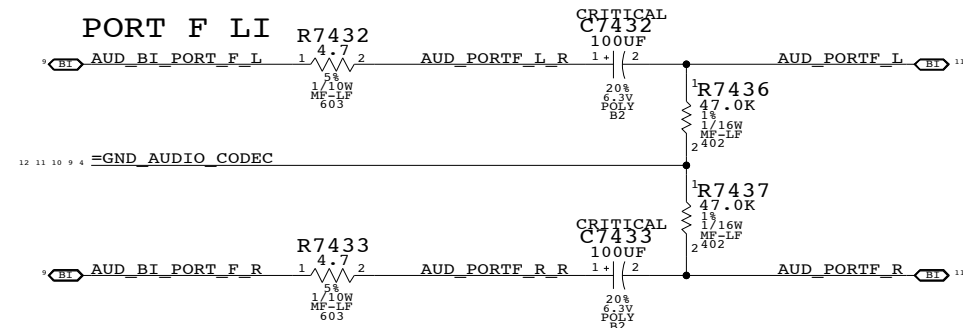 PORT F LI
R7432
4.7
9 BI AUD_BI_PORT_F_L 1 2 AUD_PORTF_L_R
5%
1/10W
MF-LF
603
CRITICAL
C7432
100UF
1 + 2
20%
6.3V
POLY
B2
AUD_PORTF_L BI 11
1
R7436
47.0K
1%
1/16W
MF-LF
402
2
12 11 10 9 4 =GND_AUDIO_CODEC
1
R7437
47.0K
1%
1/16W
MF-LF
402
2
R7433
4.7
9 BI AUD_BI_PORT_F_R 1 2 AUD_PORTF_R_R
5%
1/10W
MF-LF
603
CRITICAL
C7433
100UF
1 + 2
20%
6.3V
POLY
B2
AUD_PORTF_R BI 11